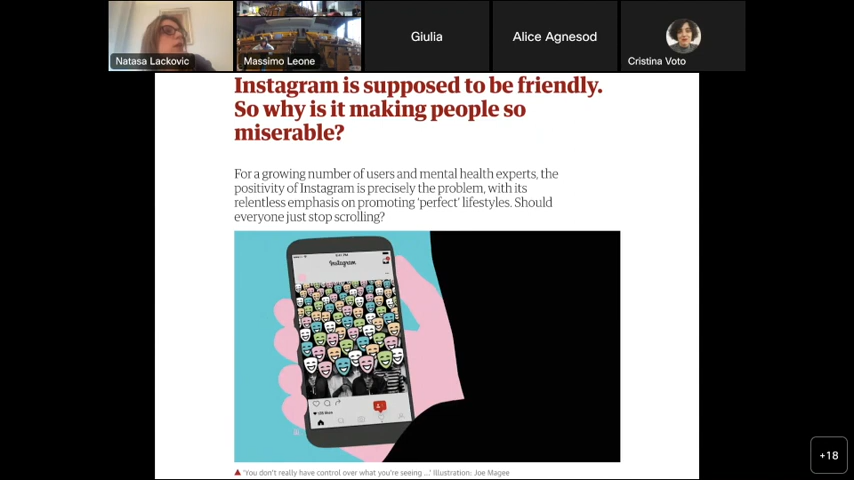 Natasa Lackovic
Massimo Leone
Giulia
Alice Agnesod
Cristina Voto
Instagram is supposed to be friendly.
So why is it making people so
miserable?
For a growing number of users and mental health experts, the
positivity of Instagram is precisely the problem, with its
relentless emphasis on promoting ‘perfect’ lifestyles. Should
everyone just stop scrolling?
Instagram
▲ ‘You don't really have control over what you're seeing ...’ Illustration: Joe Magee
+18